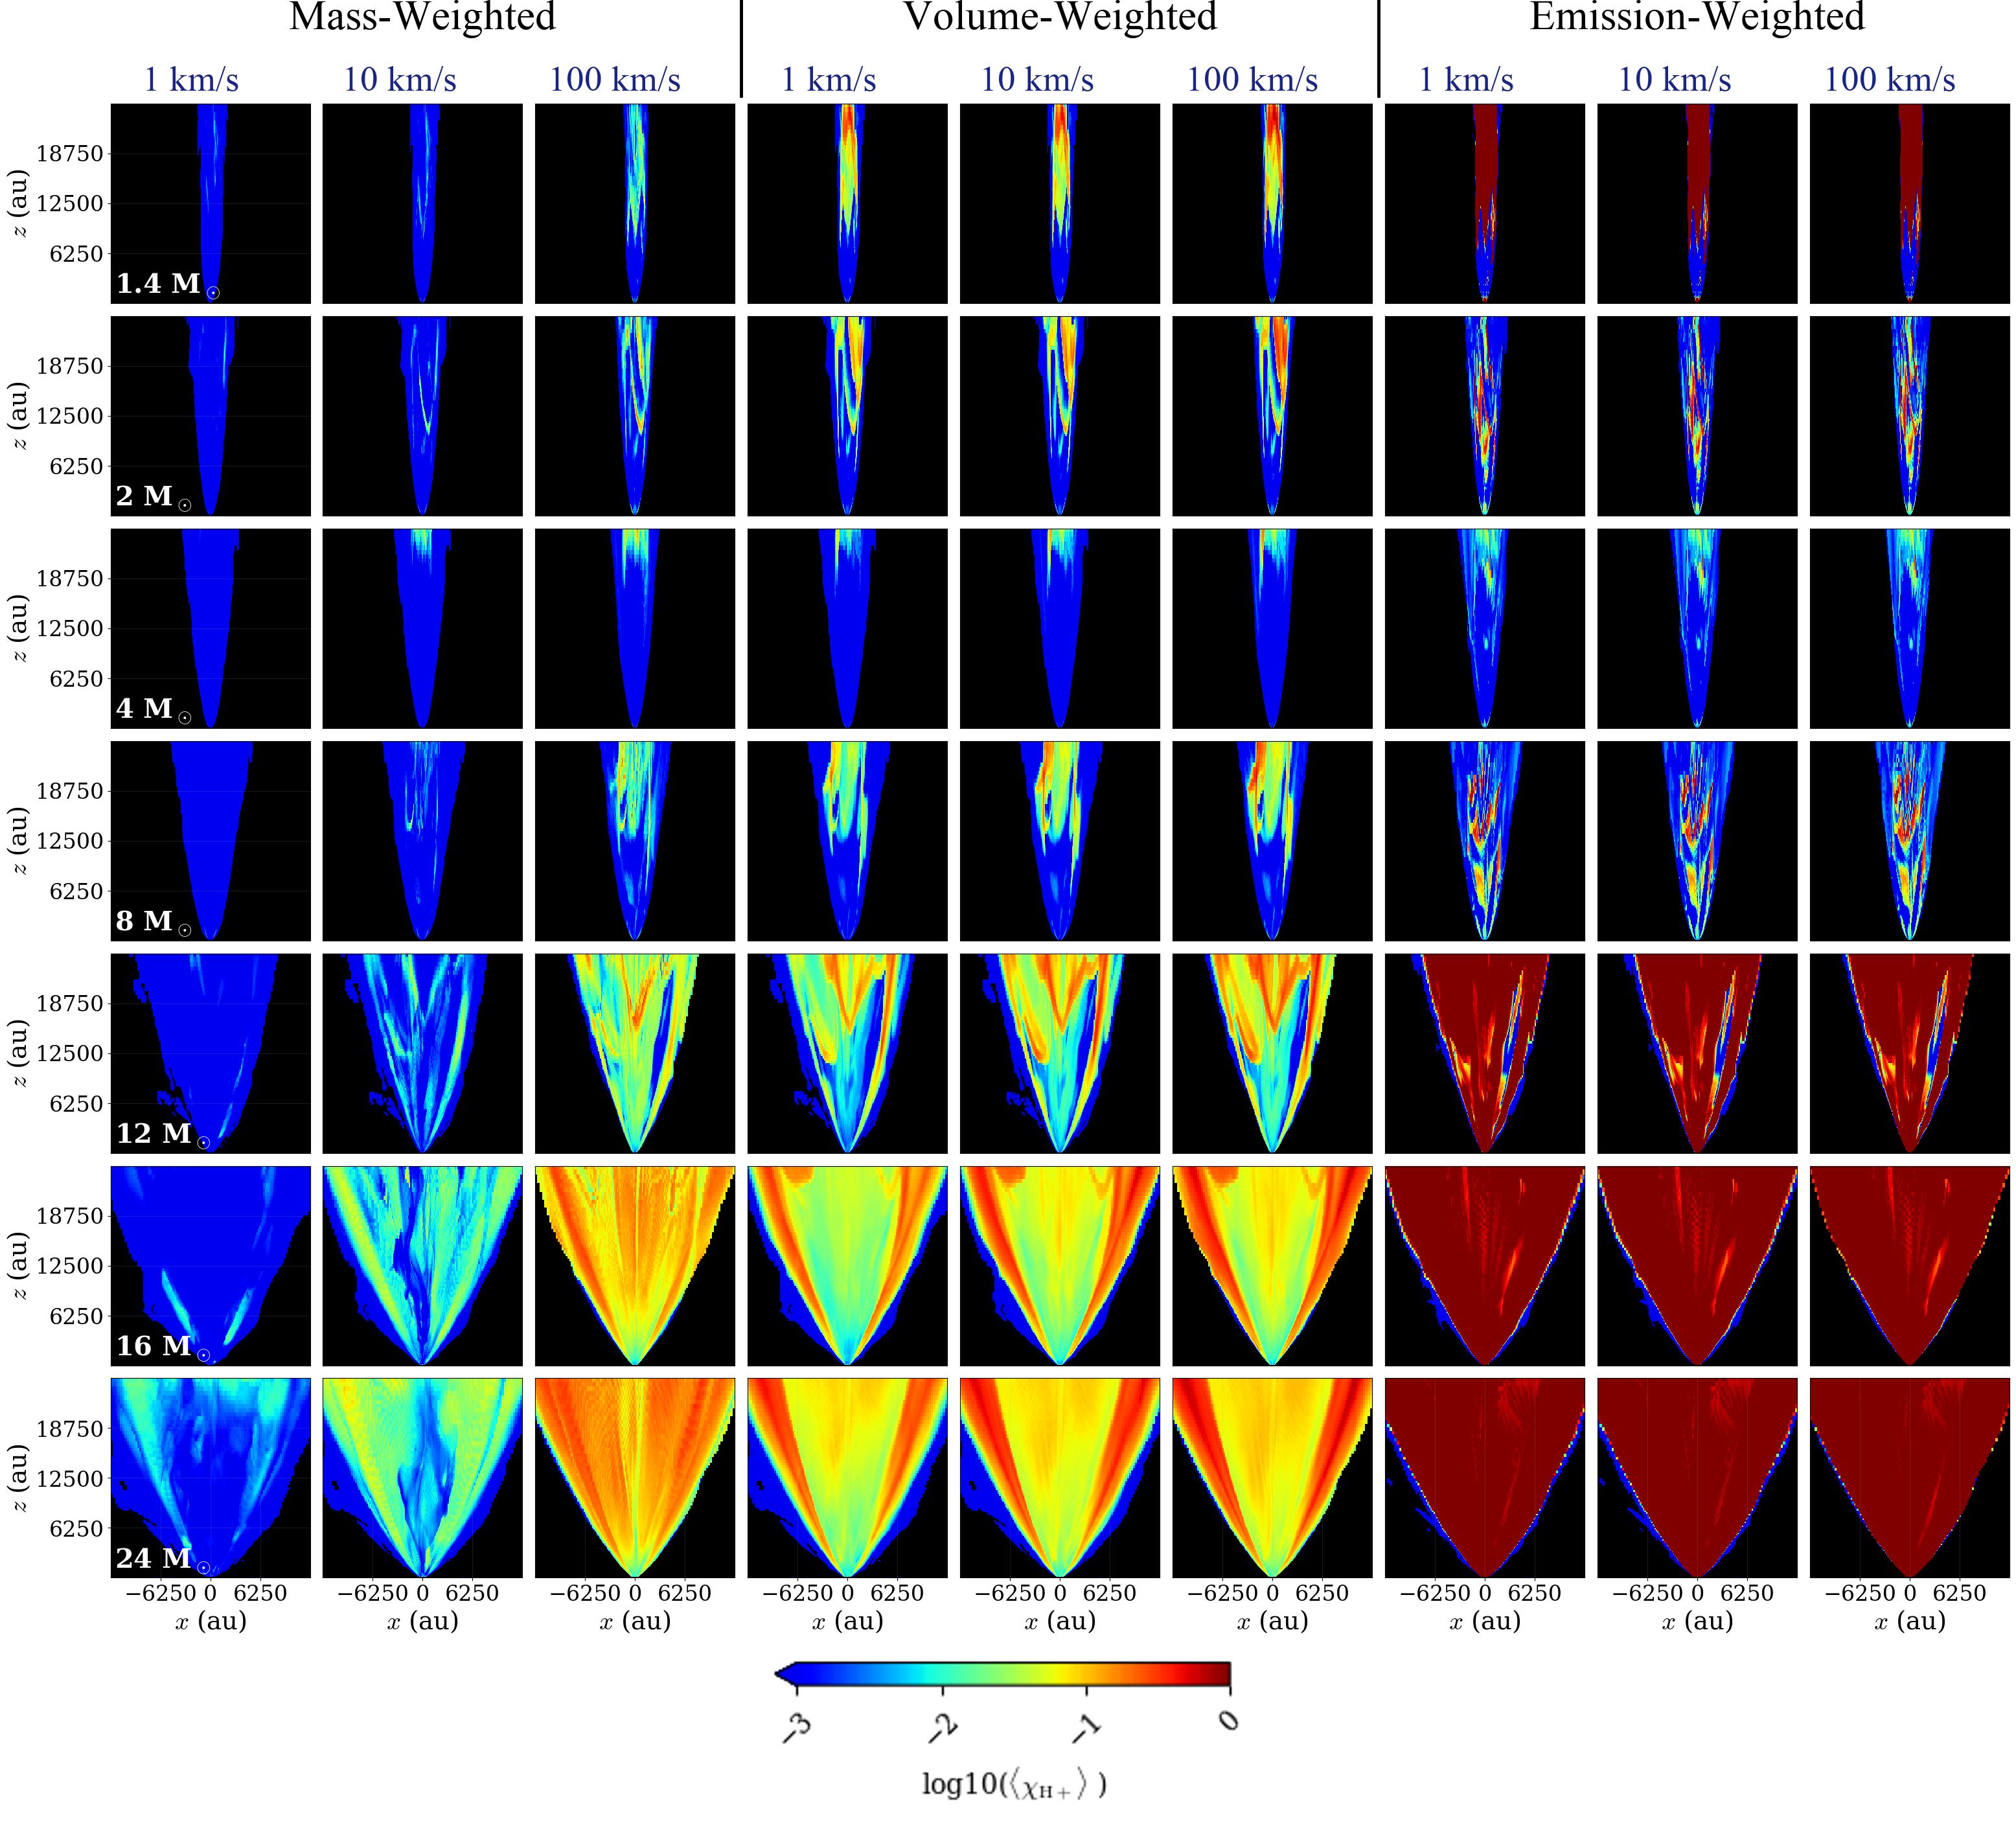 Mass-Weighted Volume-Weighted Emission-Weighted
1 km/s 10 km/s 100 km/s 1 km/s 10 km/s 100 km/s 1 km/s 10 km/s 100 km/s
18750
12500
6250
z (au)
1.4 M☉
18750
12500
6250
z (au)
2 M☉
18750
12500
6250
z (au)
4 M☉
18750
12500
6250
z (au)
8 M☉
18750
12500
6250
z (au)
12 M☉
18750
12500
6250
z (au)
16 M☉
18750
12500
6250
z (au)
24 M☉
−6250 0 6250 −6250 0 6250 −6250 0 6250 −6250 0 6250 −6250 0 6250 −6250 0 6250 −6250 0 6250 −6250 0 6250 −6250 0 6250
x (au) x (au) x (au) x (au) x (au) x (au) x (au) x (au) x (au)
−3 −2 −1 0
log10(⟨χH+⟩ )